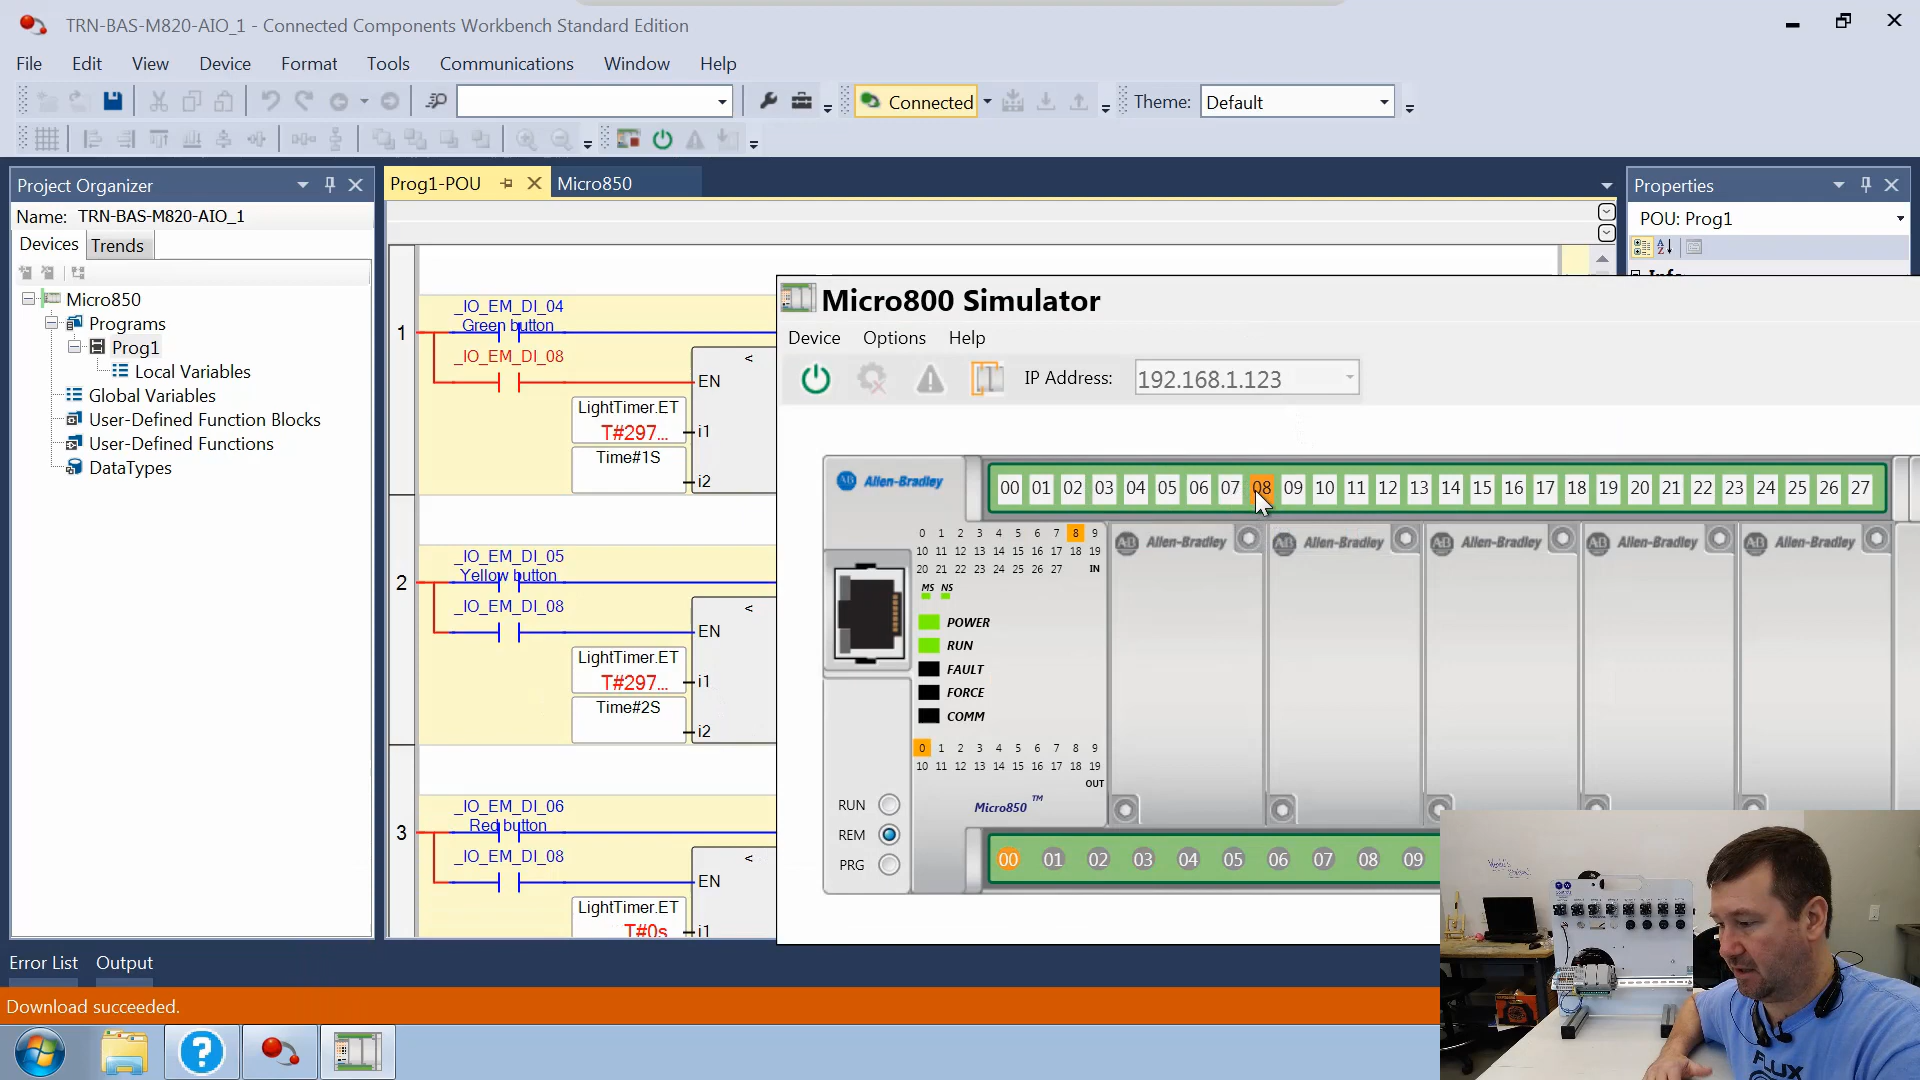 TRN-BAS-M820-AIO_1 - Connected Components Workbench Standard Edition
File Edit View Device Format Tools Communications Window Help
Connected Theme: Default
Project Organizer
Name: TRN-BAS-M820-AIO_1
Devices Trends
Micro850
Programs
Prog1
Local Variables
Global Variables
User-Defined Function Blocks
User-Defined Functions
DataTypes
Prog1-POU Micro850
1
_IO_EM_DI_04
Green button
_IO_EM_DI_08
<
EN
LightTimer.ET
T#297...
i1
Time#1S
i2
2
_IO_EM_DI_05
Yellow button
_IO_EM_DI_08
<
EN
LightTimer.ET
T#297...
i1
Time#2S
i2
3
_IO_EM_DI_06
Red button
_IO_EM_DI_08
<
EN
LightTimer.ET
T#0s
i1
Properties
POU: Prog1
Micro800 Simulator
Device Options Help
IP Address: 192.168.1.123
AB Allen-Bradley
00 01 02 03 04 05 06 07 08 09 10 11 12 13 14 15 16 17 18 19 20 21 22 23 24 25 26 27
0 1 2 3 4 5 6 7 8 9
10 11 12 13 14 15 16 17 18 19
20 21 22 23 24 25 26 27 IN
MS NS
POWER
RUN
FAULT
FORCE
COMM
0 1 2 3 4 5 6 7 8 9
10 11 12 13 14 15 16 17 18 19
OUT
Micro850 ™
RUN
REM
PRG
AB Allen-Bradley AB Allen-Bradley AB Allen-Bradley AB Allen-Bradley AB Allen-Bradley
00 01 02 03 04 05 06 07 08 09
Error List Output
Download succeeded.
FLUX